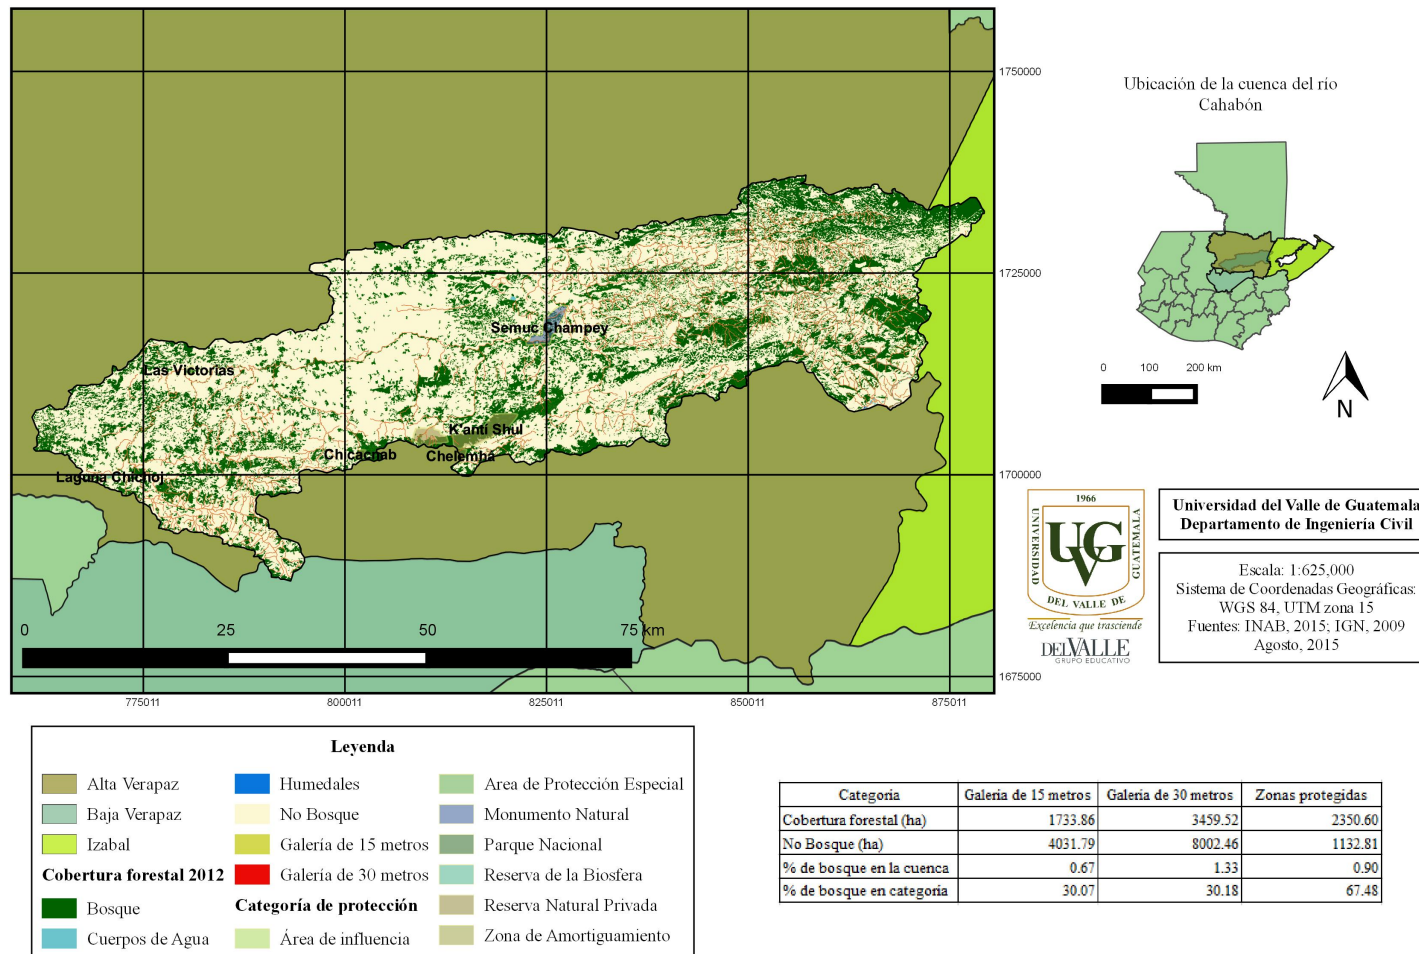 1750000
1725000
1700000
1675000
Semuc Champey
Las Victorias
K'anti Shul
Chicacnab
Chelemhá
Laguna Chichoj
0 25 50 75 km
775011 800011 825011 850011 875011
Ubicación de la cuenca del río
Cahabón
0 100 200 km
N
1966
UNIVERSIDAD
UVG
GUATEMALA
DEL VALLE DE
Excelencia que trasciende
DELVALLE
GRUPO EDUCATIVO
Universidad del Valle de Guatemala
Departamento de Ingeniería Civil
Escala: 1:625,000
Sistema de Coordenadas Geográficas:
WGS 84, UTM zona 15
Fuentes: INAB, 2015; IGN, 2009
Agosto, 2015
Leyenda
Alta Verapaz
Baja Verapaz
Izabal
Cobertura forestal 2012
Bosque
Cuerpos de Agua
Humedales
No Bosque
Galería de 15 metros
Galería de 30 metros
Categoría de protección
Área de influencia
Area de Protección Especial
Monumento Natural
Parque Nacional
Reserva de la Biosfera
Reserva Natural Privada
Zona de Amortiguamiento
Categoria Galeria de 15 metros Galeria de 30 metros Zonas protegidas
Cobertura forestal (ha) 1733.86 3459.52 2350.60
No Bosque (ha) 4031.79 8002.46 1132.81
% de bosque en la cuenca 0.67 1.33 0.90
% de bosque en categoria 30.07 30.18 67.48